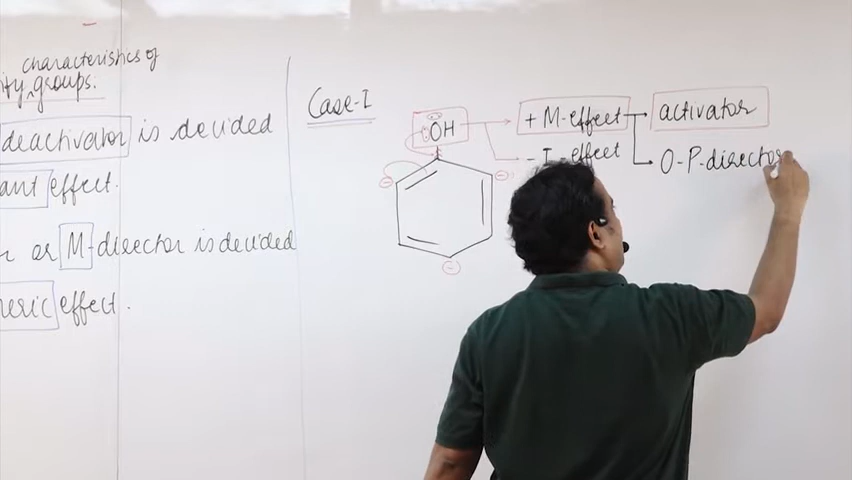 characteristics of
groups:
deactivator is decided
effect.
or M-director is decided
effect.
Case-I
OH
+ M-effect
activator
- I-effect
O-P-director